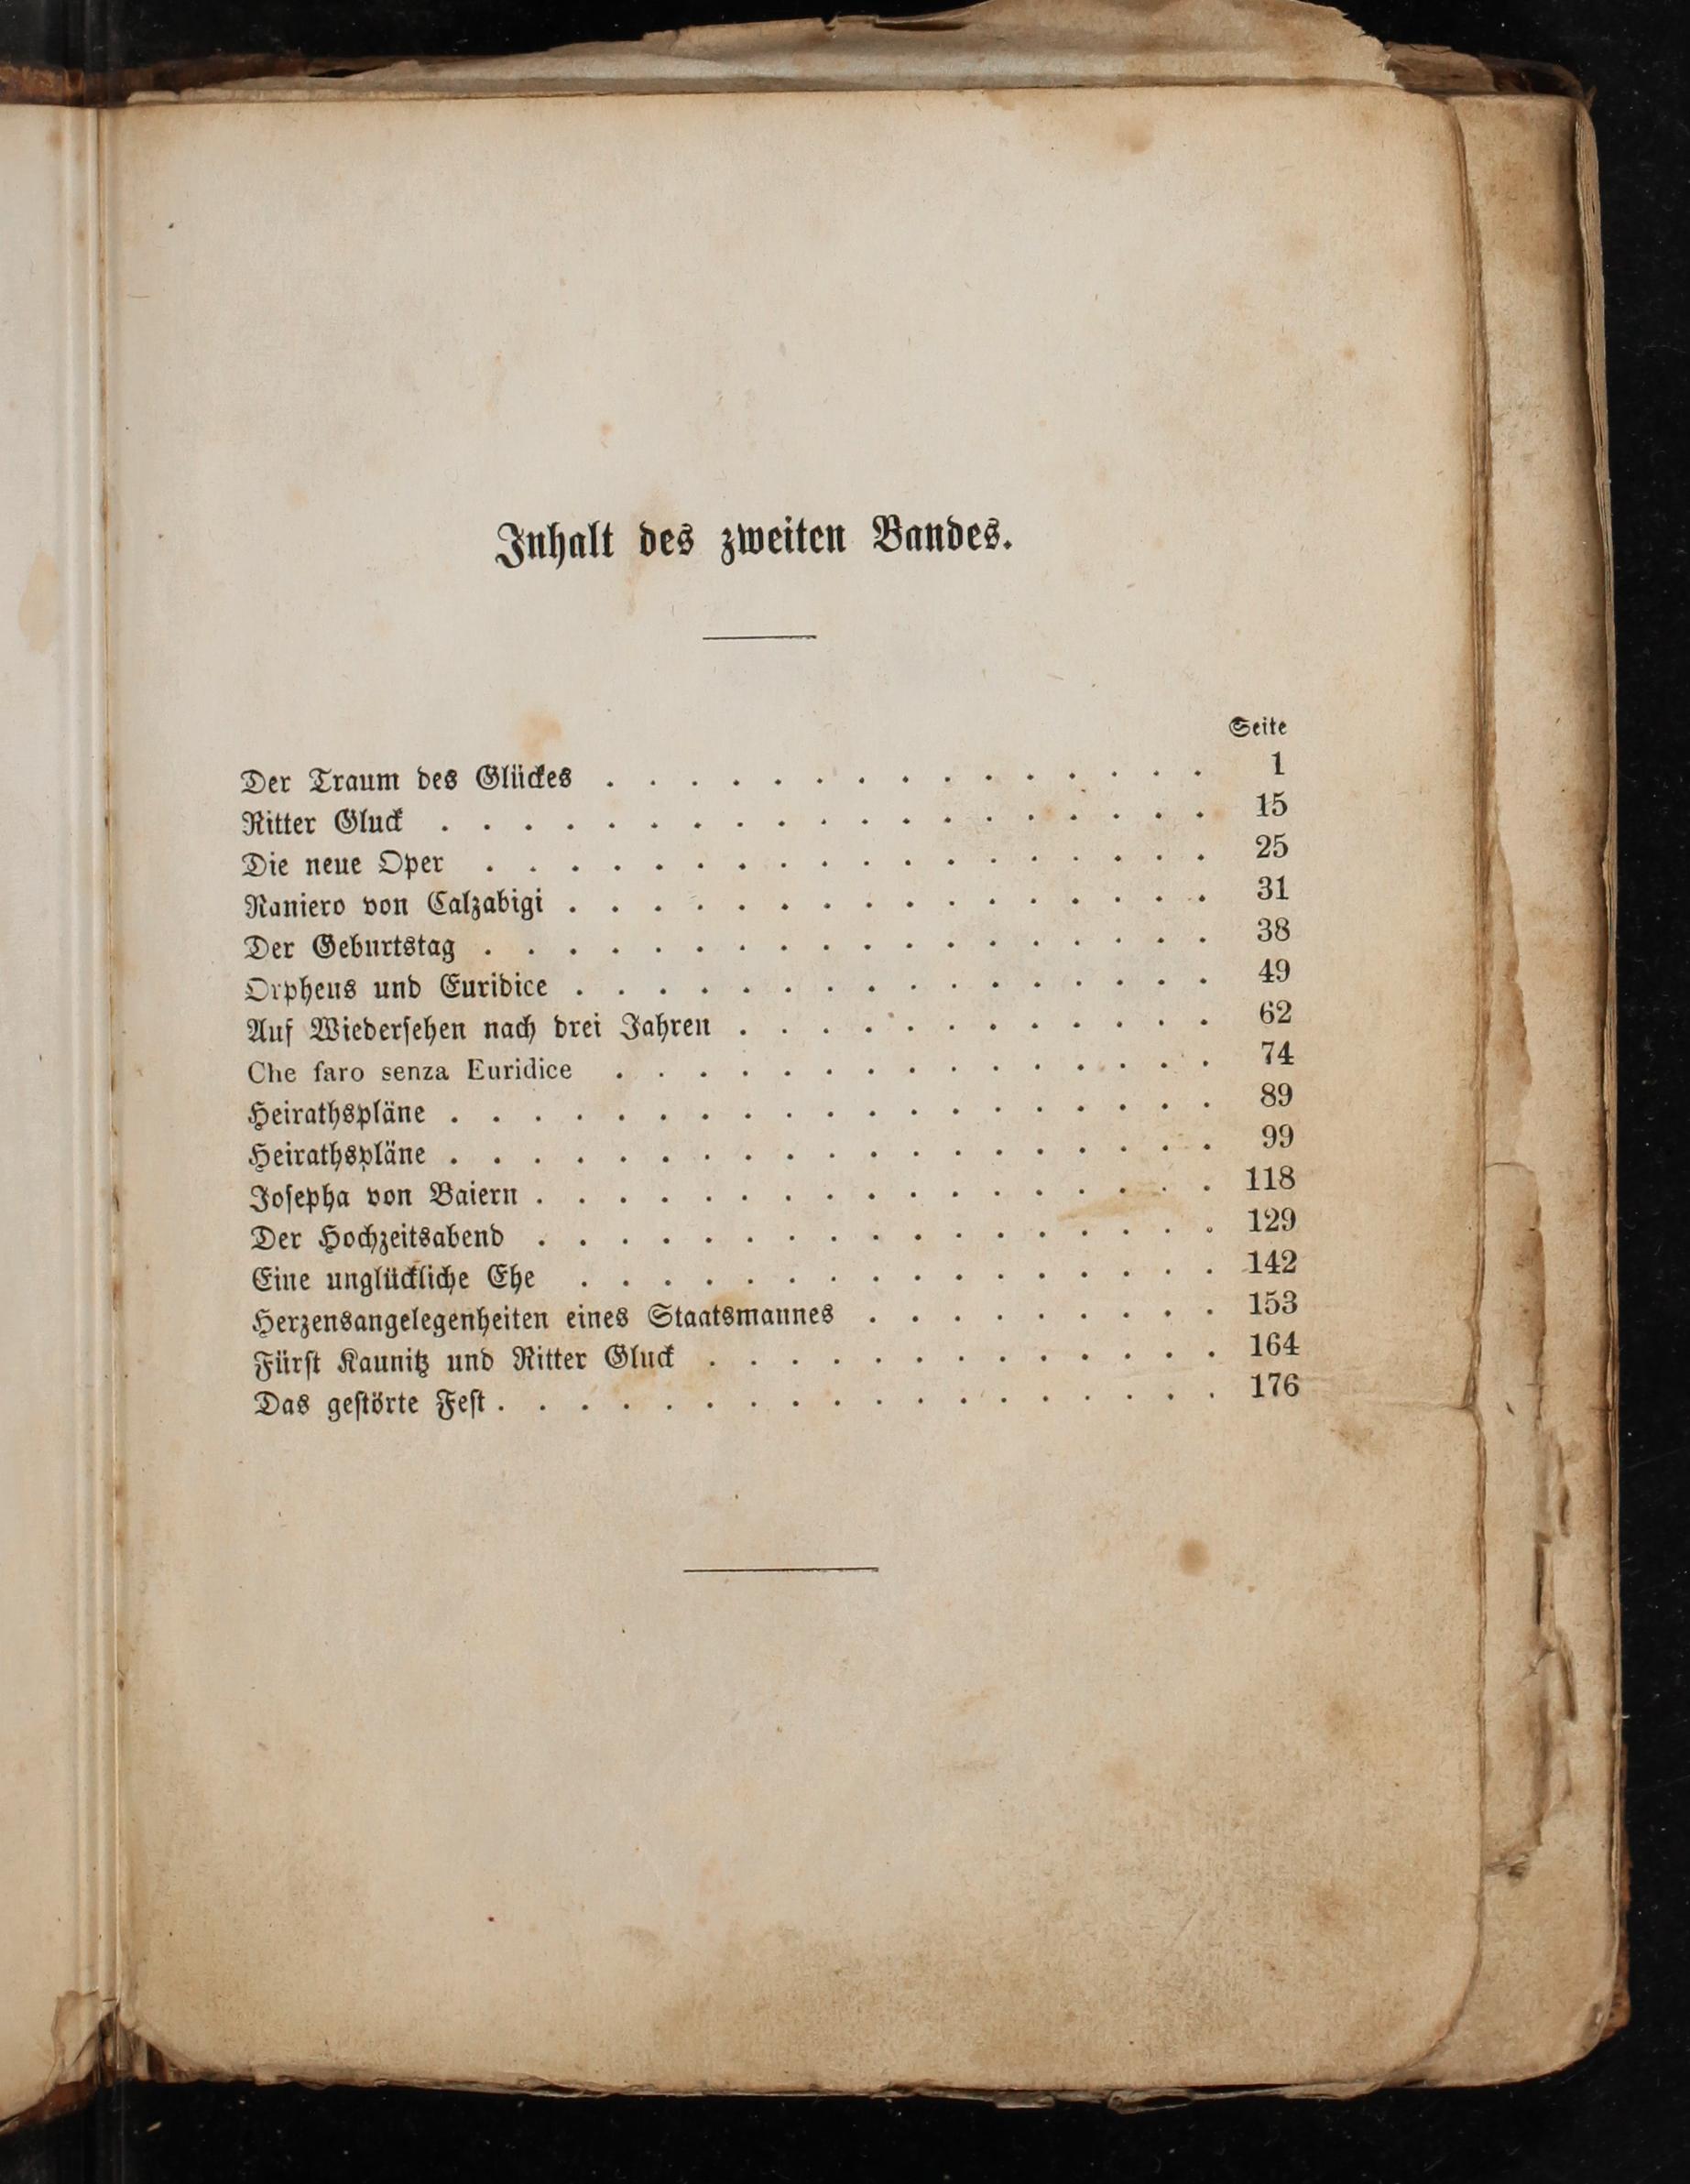 Inhalt des zweiten Bandes.
Seite
Der Traum des Glückes . . . . . . . . . . . . . . . 1
Ritter Gluck . . . . . . . . . . . . . . . . . . . 15
Die neue Oper . . . . . . . . . . . . . . . . . . 25
Raniero von Calzabigi . . . . . . . . . . . . . . . . 31
Der Geburtstag . . . . . . . . . . . . . . . . . . 38
Orpheus und Euridice . . . . . . . . . . . . . . . . 49
Auf Wiederſehen nach drei Jahren . . . . . . . . . . . . 62
Che faro senza Euridice . . . . . . . . . . . . . . . 74
Heirathspläne . . . . . . . . . . . . . . . . . . . 89
Heirathspläne . . . . . . . . . . . . . . . . . . . 99
Joſepha von Baiern . . . . . . . . . . . . . . . . . 118
Der Hochzeitsabend . . . . . . . . . . . . . . . . . 129
Eine unglückliche Ehe . . . . . . . . . . . . . . . . 142
Herzensangelegenheiten eines Staatsmannes . . . . . . . . . 153
Fürſt Kaunitz und Ritter Gluck . . . . . . . . . . . . . 164
Das geſtörte Feſt . . . . . . . . . . . . . . . . . . 176